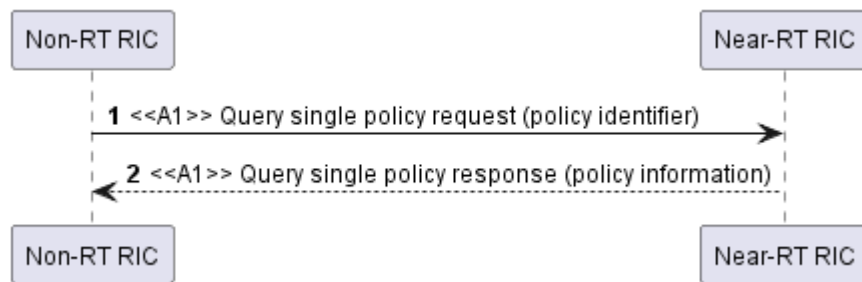 Non-RT RIC
Near-RT RIC
1 <<A1>> Query single policy request (policy identifier)
2 <<A1>> Query single policy response (policy information)
Non-RT RIC
Near-RT RIC